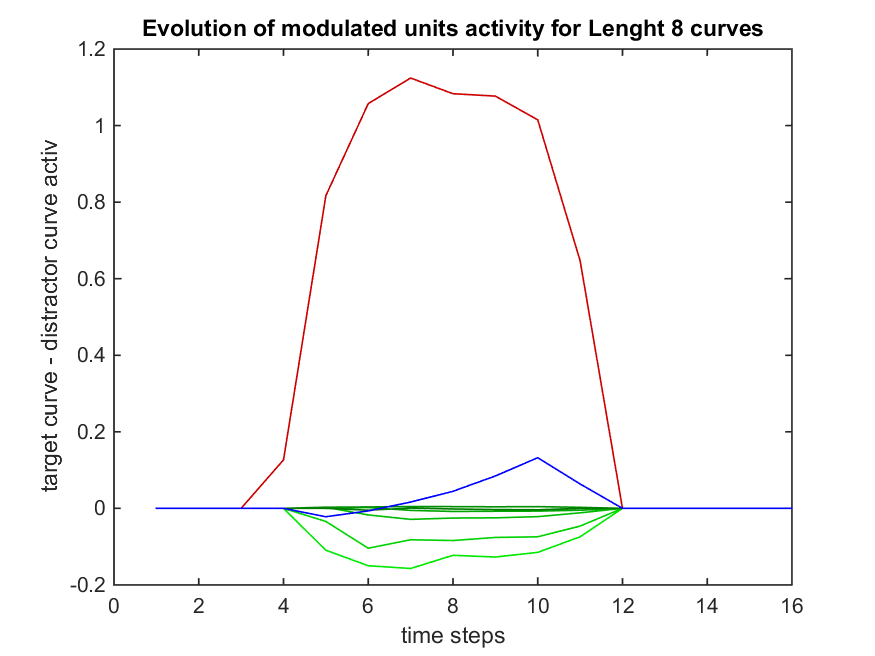 Evolution of modulated units activity for Lenght 8 curves
1.2
1
0.8
0.6
0.4
0.2
0
-0.2
target curve - distractor curve activ
0 2 4 6 8 10 12 14 16
time steps